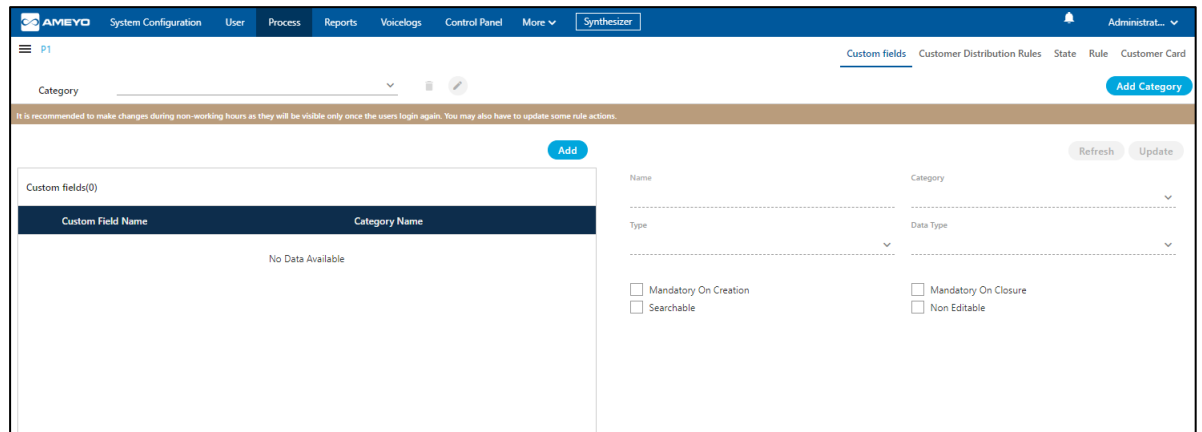 AMEYO System Configuration User Process Reports Voicelogs Control Panel More Synthesizer Administrat...
P1
Custom fields Customer Distribution Rules State Rule Customer Card
Category
Add Category
It is recommended to make changes during non-working hours as they will be visible only once the users login again. You may also have to update some rule actions.
Add
Refresh Update
Custom fields(0)
Custom Field Name Category Name
No Data Available
Name Category
Type Data Type
Mandatory On Creation Mandatory On Closure
Searchable Non Editable